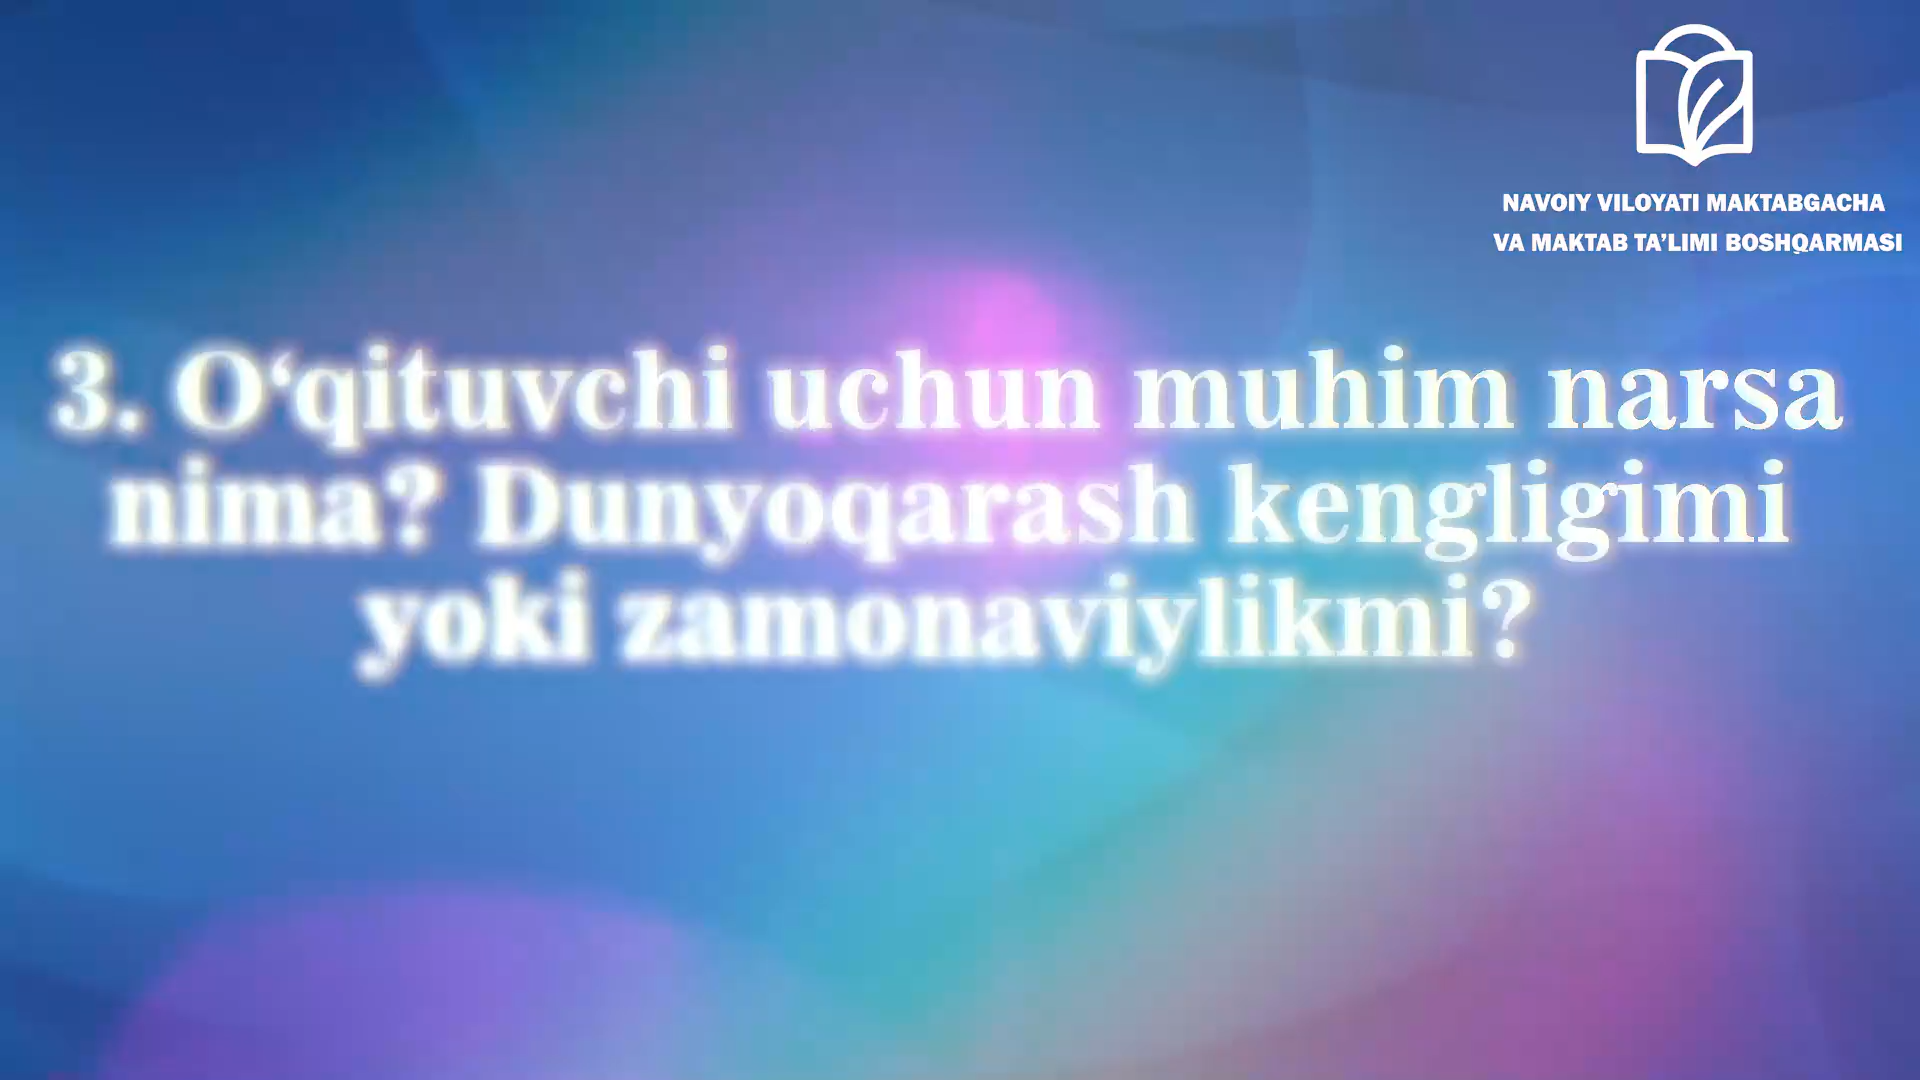 NAVOIY VILOYATI MAKTABGACHA
VA MAKTAB TA’LIMI BOSHQARMASI
3. O‘qituvchi uchun muhim narsa
nima? Dunyoqarash kengligimi
yoki zamonaviylikmi?